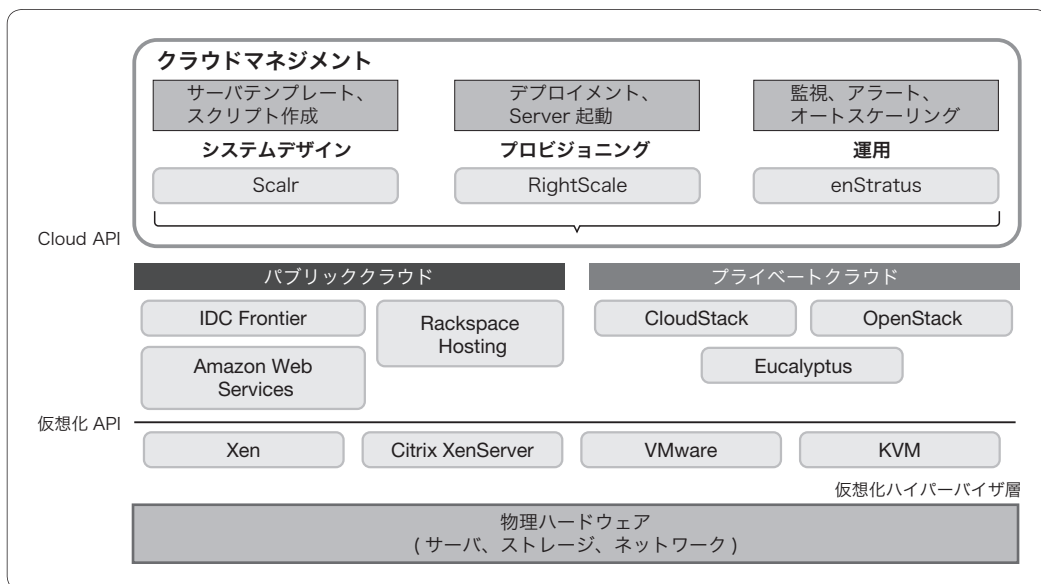 クラウドマネジメント
サーバテンプレート、
スクリプト作成
デプロイメント、
Server 起動
監視、アラート、
オートスケーリング
システムデザイン
プロビジョニング
運用
Scalr
RightScale
enStratus
Cloud API
パブリッククラウド
プライベートクラウド
IDC Frontier
Rackspace
Hosting
Amazon Web
Services
CloudStack
OpenStack
Eucalyptus
仮想化 API
Xen
Citrix XenServer
VMware
KVM
仮想化ハイパーバイザ層
物理ハードウェア
( サーバ、ストレージ、ネットワーク )